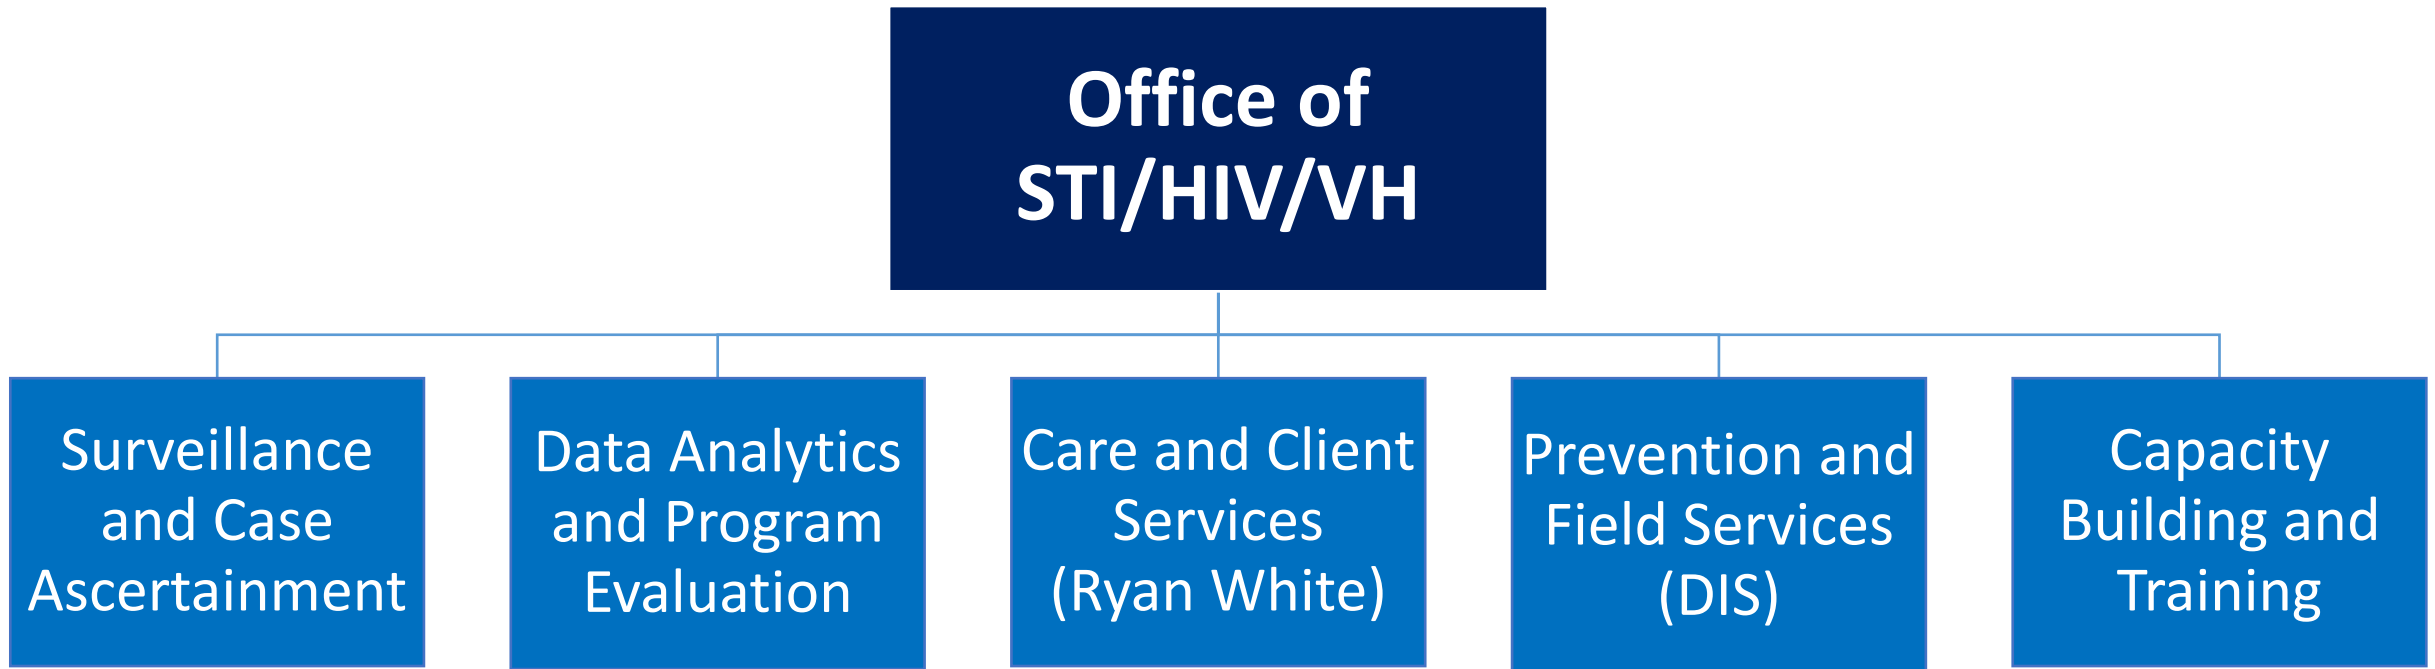 Office of
STI/HIV/VH
Surveillance
and Case
Ascertainment
Data Analytics
and Program
Evaluation
Care and Client
Services
(Ryan White)
Prevention and
Field Services
(DIS)
Capacity
Building and
Training